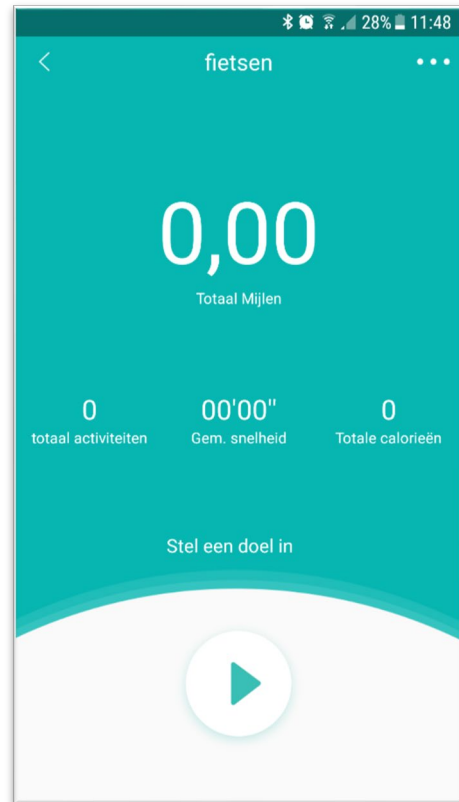 28% 11:48
fietsen
0,00
Totaal Mijlen
0 00'00" 0
totaal activiteiten Gem. snelheid Totale calorieën
Stel een doel in